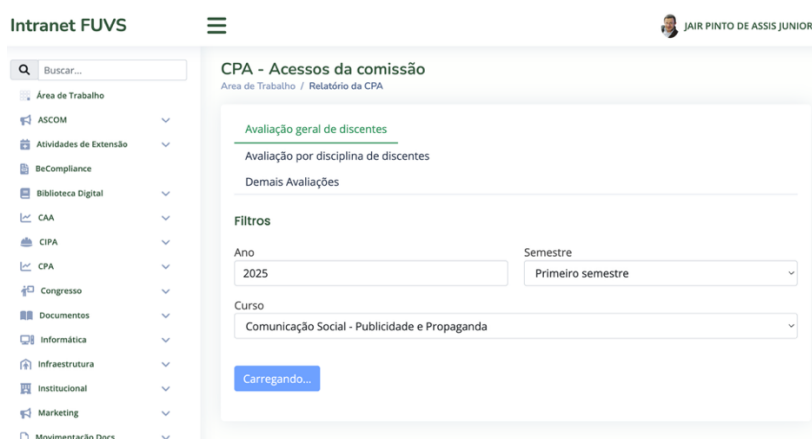 Intranet FUVS
JAIR PINTO DE ASSIS JUNIOR
Buscar...
Área de Trabalho
ASCOM
Atividades de Extensão
BeCompliance
Biblioteca Digital
CAA
CIPA
CPA
Congresso
Documentos
Informática
Infraestrutura
Institucional
Marketing
Movimentação Docs
CPA - Acessos da comissão
Area de Trabalho / Relatório da CPA
Avaliação geral de discentes
Avaliação por disciplina de discentes
Demais Avaliações
Filtros
Ano
Semestre
2025
Primeiro semestre
Curso
Comunicação Social - Publicidade e Propaganda
Carregando...